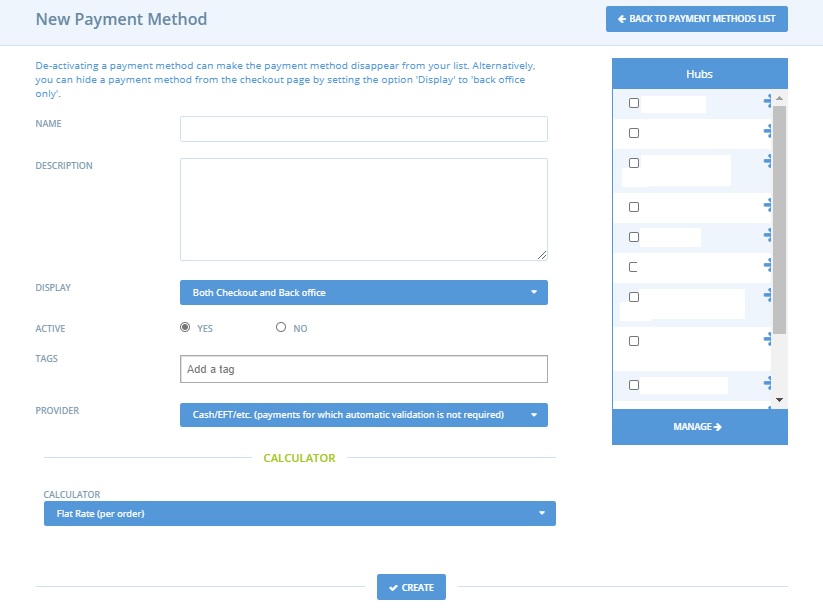 New Payment Method
BACK TO PAYMENT METHODS LIST
De-activating a payment method can make the payment method disappear from your list. Alternatively,
you can hide a payment method from the checkout page by setting the option 'Display' to 'back office
only'.
NAME
DESCRIPTION
DISPLAY
Both Checkout and Back office
ACTIVE
YES
NO
TAGS
Add a tag
PROVIDER
Cash/EFT/etc. (payments for which automatic validation is not required)
CALCULATOR
CALCULATOR
Flat Rate (per order)
CREATE
Hubs
MANAGE